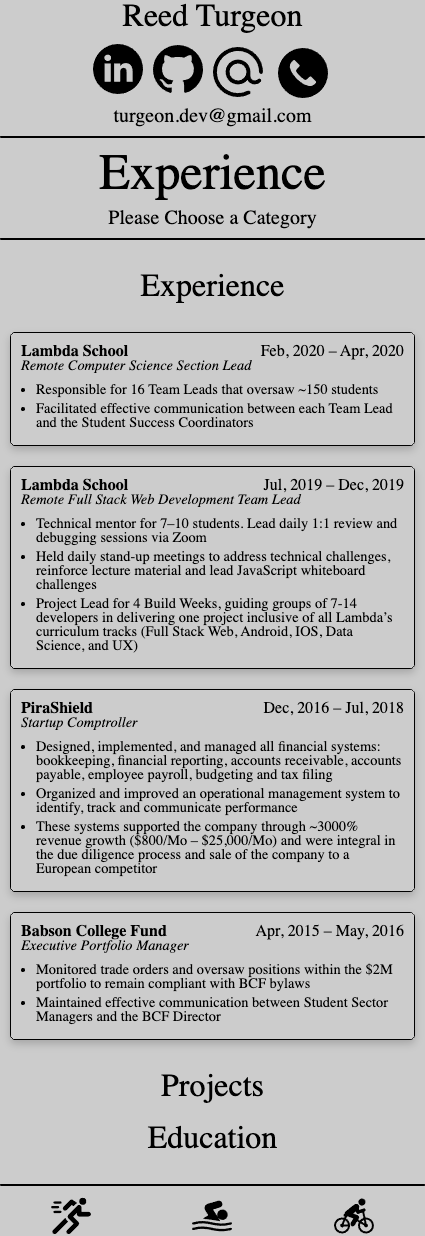 Reed Turgeon
in
turgeon.dev@gmail.com
Experience
Please Choose a Category
Experience
Lambda School Feb, 2020 – Apr, 2020
Remote Computer Science Section Lead
• Responsible for 16 Team Leads that oversaw ~150 students
• Facilitated effective communication between each Team Lead
and the Student Success Coordinators
Lambda School Jul, 2019 – Dec, 2019
Remote Full Stack Web Development Team Lead
• Technical mentor for 7–10 students. Lead daily 1:1 review and
debugging sessions via Zoom
• Held daily stand-up meetings to address technical challenges,
reinforce lecture material and lead JavaScript whiteboard
challenges
• Project Lead for 4 Build Weeks, guiding groups of 7-14
developers in delivering one project inclusive of all Lambda’s
curriculum tracks (Full Stack Web, Android, IOS, Data
Science, and UX)
PiraShield Dec, 2016 – Jul, 2018
Startup Comptroller
• Designed, implemented, and managed all financial systems:
bookkeeping, financial reporting, accounts receivable, accounts
payable, employee payroll, budgeting and tax filing
• Organized and improved an operational management system to
identify, track and communicate performance
• These systems supported the company through ~3000%
revenue growth ($800/Mo – $25,000/Mo) and were integral in
the due diligence process and sale of the company to a
European competitor
Babson College Fund Apr, 2015 – May, 2016
Executive Portfolio Manager
• Monitored trade orders and oversaw positions within the $2M
portfolio to remain compliant with BCF bylaws
• Maintained effective communication between Student Sector
Managers and the BCF Director
Projects
Education